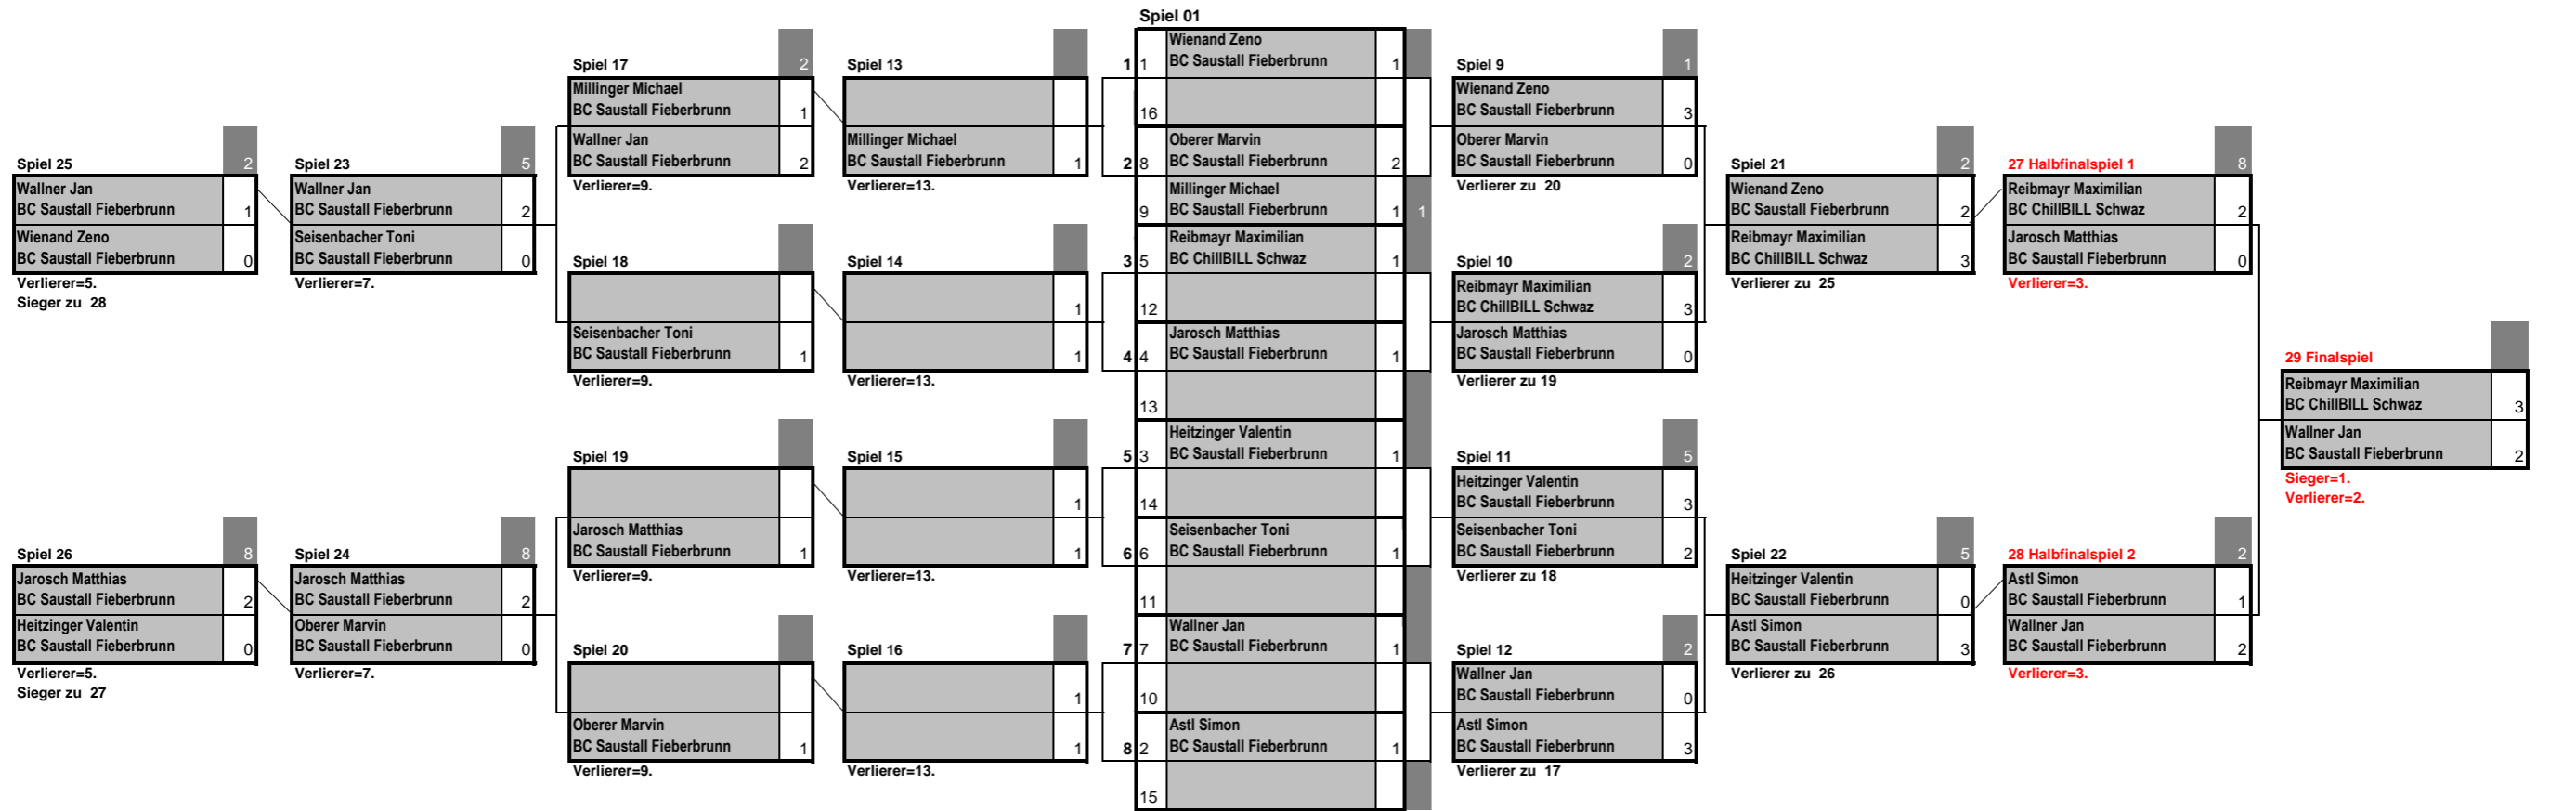 Spiel 25
2
Wallner Jan
BC Saustall Fieberbrunn 1
Wienand Zeno
BC Saustall Fieberbrunn 0
Verlierer=5.
Sieger zu 28
Spiel 26
8
Jarosch Matthias
BC Saustall Fieberbrunn 2
Heitzinger Valentin
BC Saustall Fieberbrunn 0
Verlierer=5.
Sieger zu 27
Spiel 23
5
Wallner Jan
BC Saustall Fieberbrunn 2
Seisenbacher Toni
BC Saustall Fieberbrunn 0
Verlierer=7.
Spiel 24
8
Jarosch Matthias
BC Saustall Fieberbrunn 2
Oberer Marvin
BC Saustall Fieberbrunn 0
Verlierer=7.
Spiel 17
2
Millinger Michael
BC Saustall Fieberbrunn 1
Wallner Jan
BC Saustall Fieberbrunn 2
Verlierer=9.
Spiel 18
Seisenbacher Toni
BC Saustall Fieberbrunn 1
Verlierer=9.
Spiel 19
Jarosch Matthias
BC Saustall Fieberbrunn 1
Verlierer=9.
Spiel 20
Oberer Marvin
BC Saustall Fieberbrunn 1
Verlierer=9.
Spiel 13
Millinger Michael
BC Saustall Fieberbrunn 1
Verlierer=13.
Spiel 14
1
1
Verlierer=13.
Spiel 15
1
1
Verlierer=13.
Spiel 16
1
1
Verlierer=13.
Spiel 01
Wienand Zeno
1 1 BC Saustall Fieberbrunn 1
16
Oberer Marvin
2 8 BC Saustall Fieberbrunn 2
Millinger Michael
9 BC Saustall Fieberbrunn 1 1
Reibmayr Maximilian
3 5 BC ChillBILL Schwaz 1
12
Jarosch Matthias
4 4 BC Saustall Fieberbrunn 1
13
Heitzinger Valentin
5 3 BC Saustall Fieberbrunn 1
14
Seisenbacher Toni
6 6 BC Saustall Fieberbrunn 1
11
Wallner Jan
7 7 BC Saustall Fieberbrunn 1
10
Astl Simon
8 2 BC Saustall Fieberbrunn 1
15
Spiel 9
1
Wienand Zeno
BC Saustall Fieberbrunn 3
Oberer Marvin
BC Saustall Fieberbrunn 0
Verlierer zu 20
Spiel 10
2
Reibmayr Maximilian
BC ChillBILL Schwaz 3
Jarosch Matthias
BC Saustall Fieberbrunn 0
Verlierer zu 19
Spiel 11
5
Heitzinger Valentin
BC Saustall Fieberbrunn 3
Seisenbacher Toni
BC Saustall Fieberbrunn 2
Verlierer zu 18
Spiel 12
2
Wallner Jan
BC Saustall Fieberbrunn 0
Astl Simon
BC Saustall Fieberbrunn 3
Verlierer zu 17
Spiel 21
2
Wienand Zeno
BC Saustall Fieberbrunn 2
Reibmayr Maximilian
BC ChillBILL Schwaz 3
Verlierer zu 25
Spiel 22
5
Heitzinger Valentin
BC Saustall Fieberbrunn 0
Astl Simon
BC Saustall Fieberbrunn 3
Verlierer zu 26
27 Halbfinalspiel 1
8
Reibmayr Maximilian
BC ChillBILL Schwaz 2
Jarosch Matthias
BC Saustall Fieberbrunn 0
Verlierer=3.
28 Halbfinalspiel 2
2
Astl Simon
BC Saustall Fieberbrunn 1
Wallner Jan
BC Saustall Fieberbrunn 2
Verlierer=3.
29 Finalspiel
Reibmayr Maximilian
BC ChillBILL Schwaz 3
Wallner Jan
BC Saustall Fieberbrunn 2
Sieger=1.
Verlierer=2.